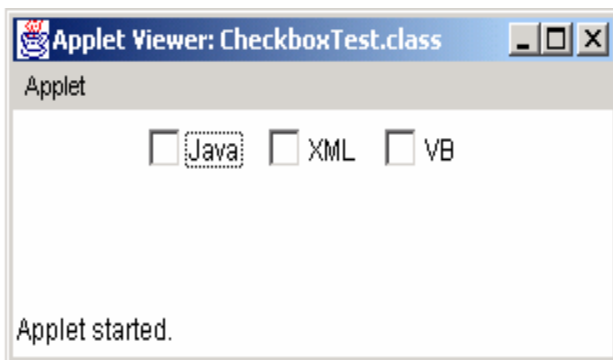 Applet Viewer: CheckboxTest.class
Applet
Java XML VB
Applet started.